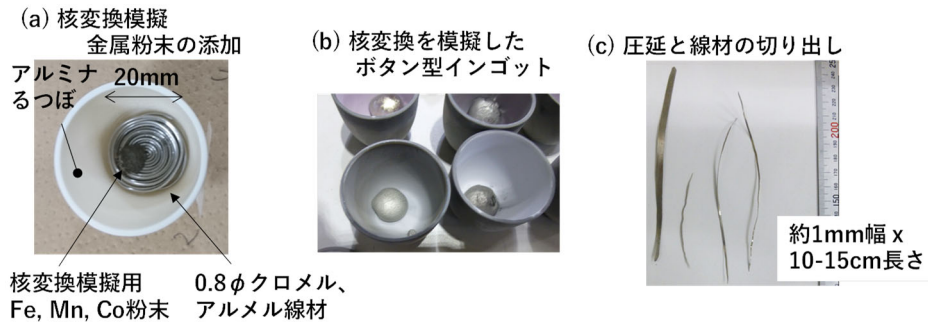 (a) 核変換模擬
金属粉末の添加
アルミナ
るつぼ
20mm
核変換模擬用
Fe, Mn, Co粉末
0.8φクロメル、
アルメル線材
(b) 核変換を模擬した
ボタン型インゴット
(c) 圧延と線材の切り出し
200
150
約1mm幅 x
10-15cm長さ